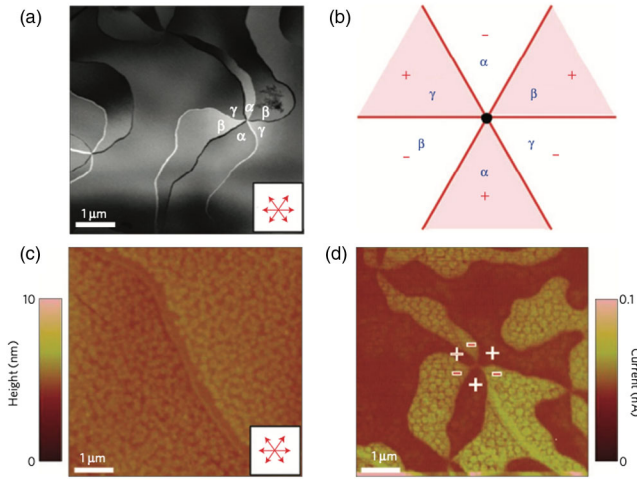 (a)
γ α β
β α γ
1 μm
(b)
−
α
+ +
γ β
β γ
− −
α
+
(c)
10
Height (nm)
0
1 μm
(d)
+ − +
− −
+
1 μm
0.1
Current (nA)
0